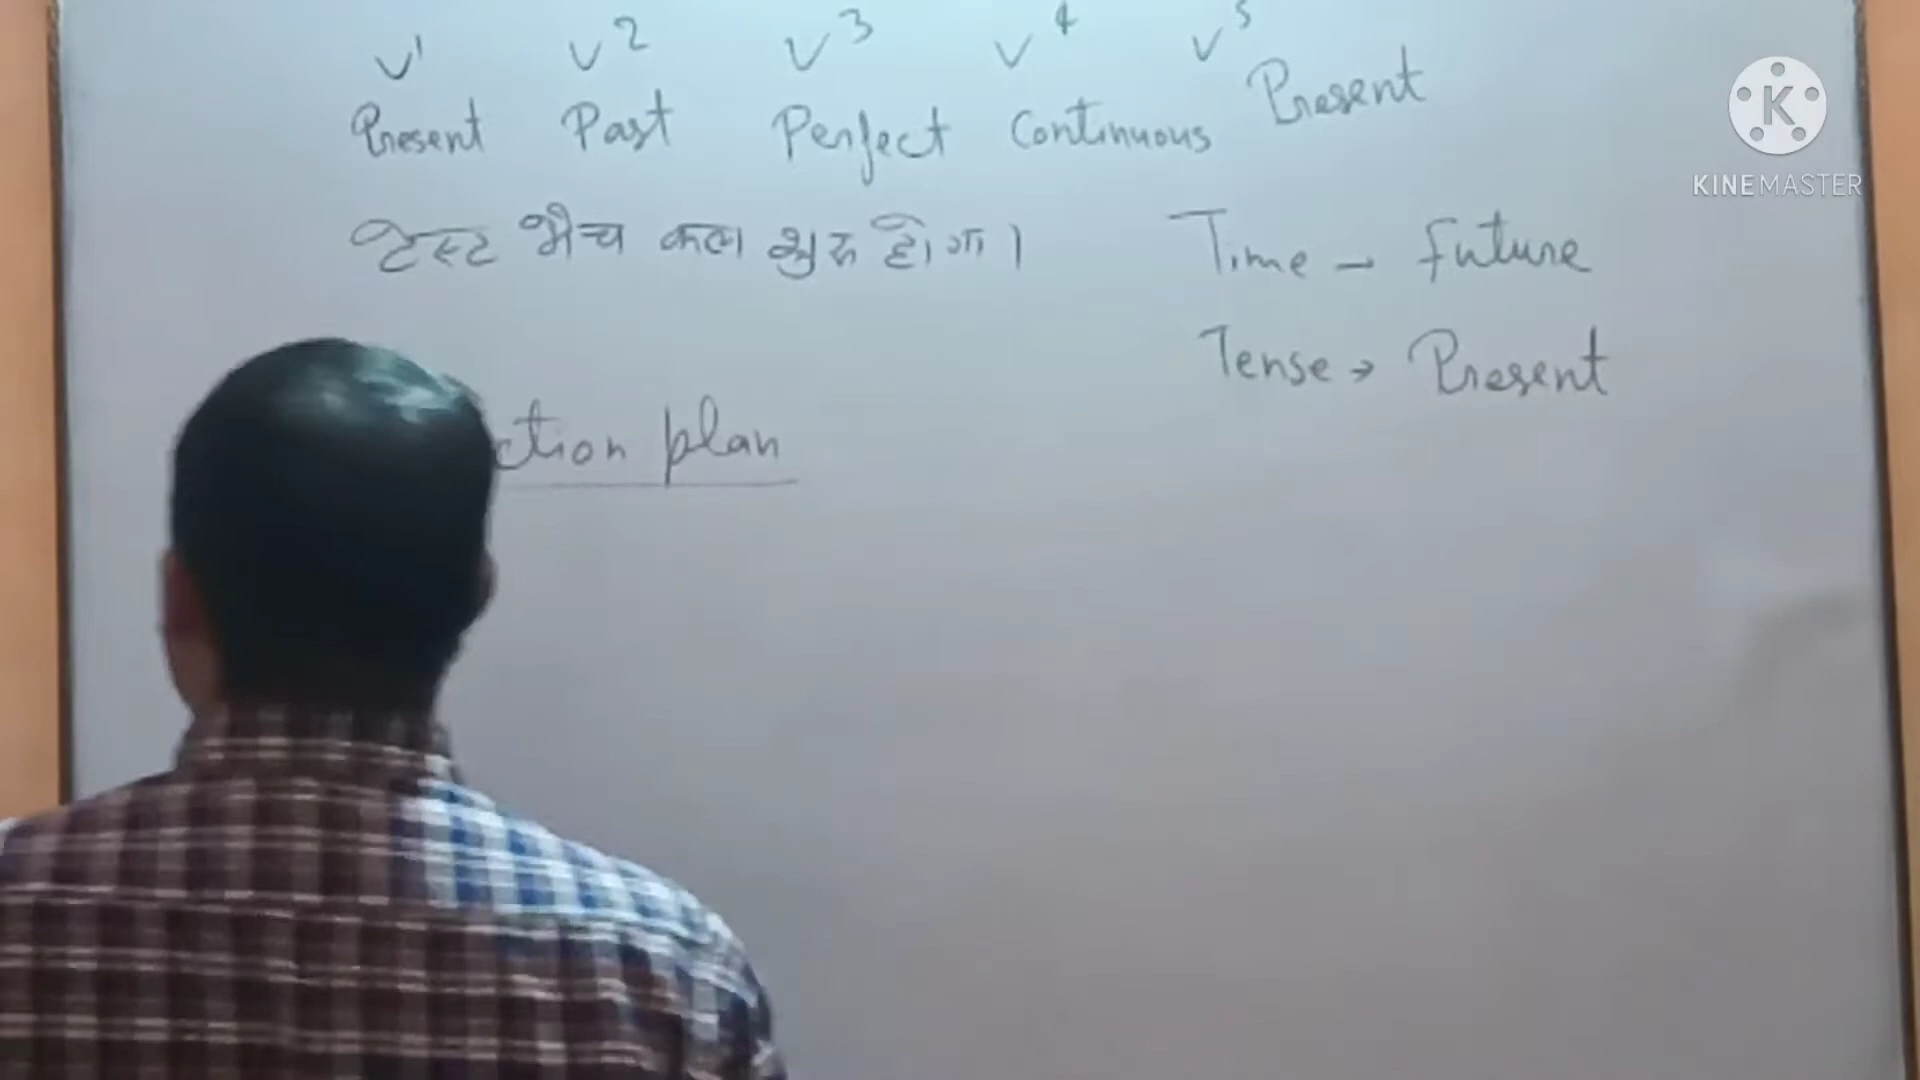 V¹ V² V³ V⁴ V⁵
Present Past Perfect Continuous Present
टेस्ट मैच कल शुरू होगा। Time - Future
Tense → Present
ction plan
K
KINEMASTER